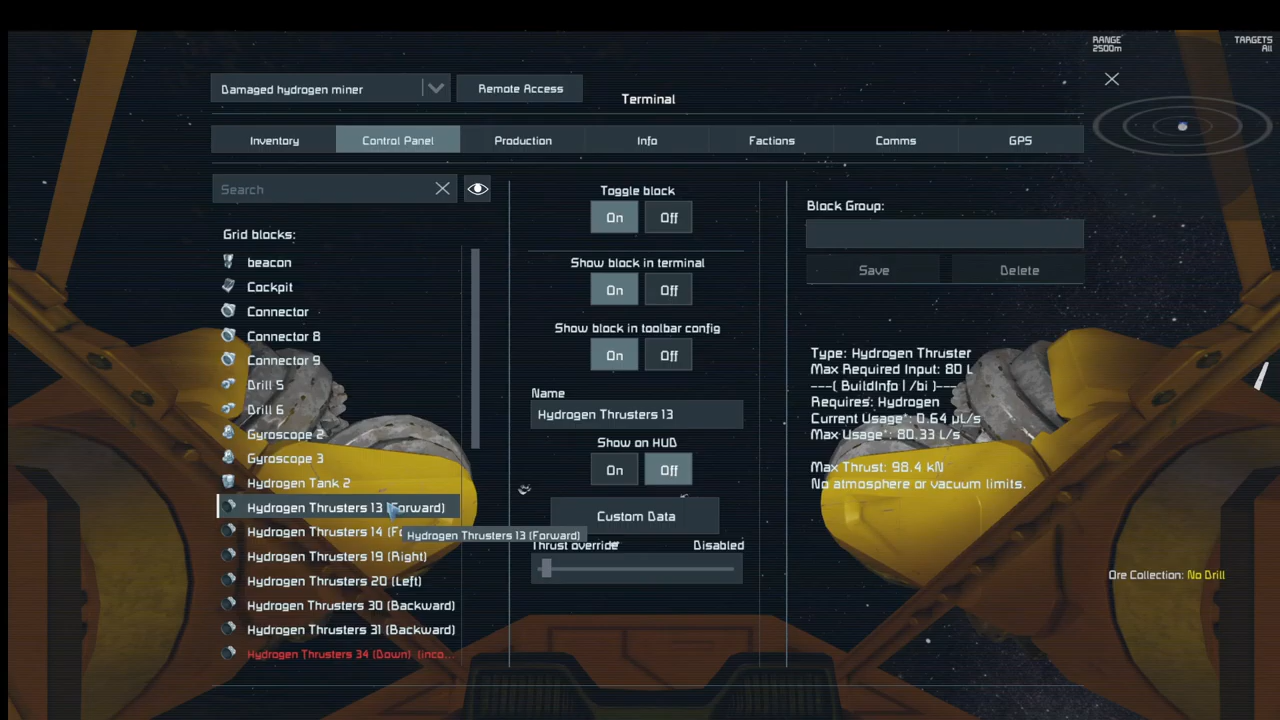 RANGE
2500m
TARGETS
All
Damaged hydrogen miner
Remote Access
Terminal
Inventory
Control Panel
Production
Info
Factions
Comms
GPS
Search
Grid blocks:
beacon
Cockpit
Connector
Connector 8
Connector 9
Drill 5
Drill 6
Gyroscope 2
Gyroscope 3
Hydrogen Tank 2
Hydrogen Thrusters 13 (Forward)
Hydrogen Thrusters 14 (Fo
Hydrogen Thrusters 13 (Forward)
Hydrogen Thrusters 19 (Right)
Hydrogen Thrusters 20 (Left)
Hydrogen Thrusters 30 (Backward)
Hydrogen Thrusters 31 (Backward)
Hydrogen Thrusters 34 (Down) (inco...
Toggle block
On Off
Show block in terminal
On Off
Show block in toolbar config
On Off
Name
Hydrogen Thrusters 13
Show on HUD
On Off
Custom Data
Thrust override Disabled
Block Group:
Save Delete
Type: Hydrogen Thruster
Max Required Input: 80 L
---( BuildInfo | /bi )---
Requires: Hydrogen
Current Usage*: 0.64 µL/s
Max Usage*: 80.33 L/s
Max Thrust: 98.4 kN
No atmosphere or vacuum limits.
Ore Collection: No Drill